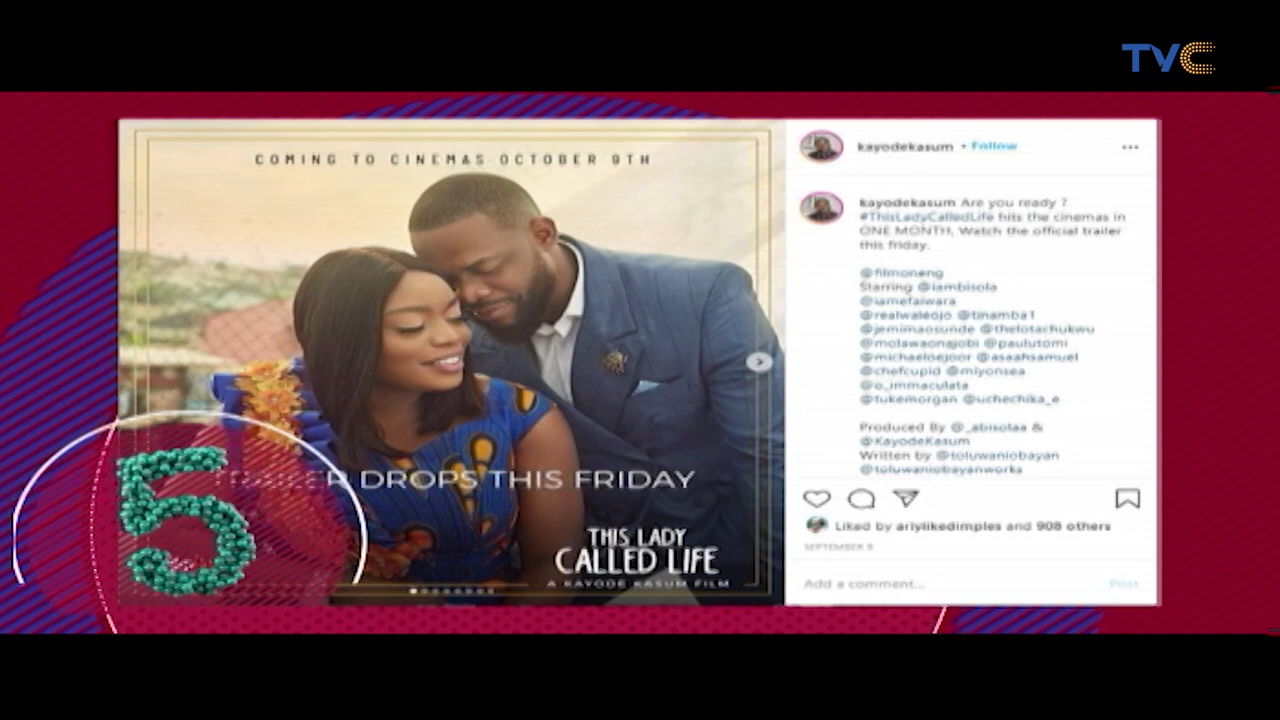 TVC
COMING TO CINEMAS OCTOBER 9TH
DROPS THIS FRIDAY
THIS LADY
CALLED LIFE
A KAYODE KASUM FILM
5
kayodekasum • Follow
kayodekasum Are you ready ?
#ThisLadyCalledLife hits the cinemas in
ONE MONTH, Watch the official trailer
this friday.
@filmoneng
Starring @iambisola
@iamefaiwara
@realwaleojo @tinamba1
@jemimaosunde @thelotachukwu
@molawaonajobi @paulutomi
@michaeloejoor @asaahsamuel
@chefcupid @miyonsea
@o_immaculata
@tukemorgan @uchechika_e
Produced By @_abisolaa &
@KayodeKasum
Written by @toluwaniobayan
@toluwaniobayanworks
Liked by ariyiikedimples and 908 others
SEPTEMBER 9
Add a comment...
Post